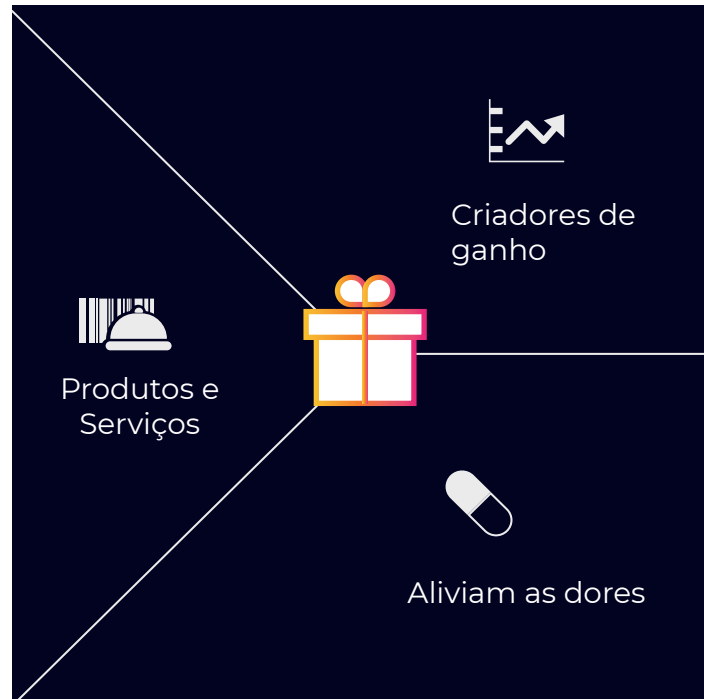 Criadores de
ganho
Produtos e
Serviços
Aliviam as dores